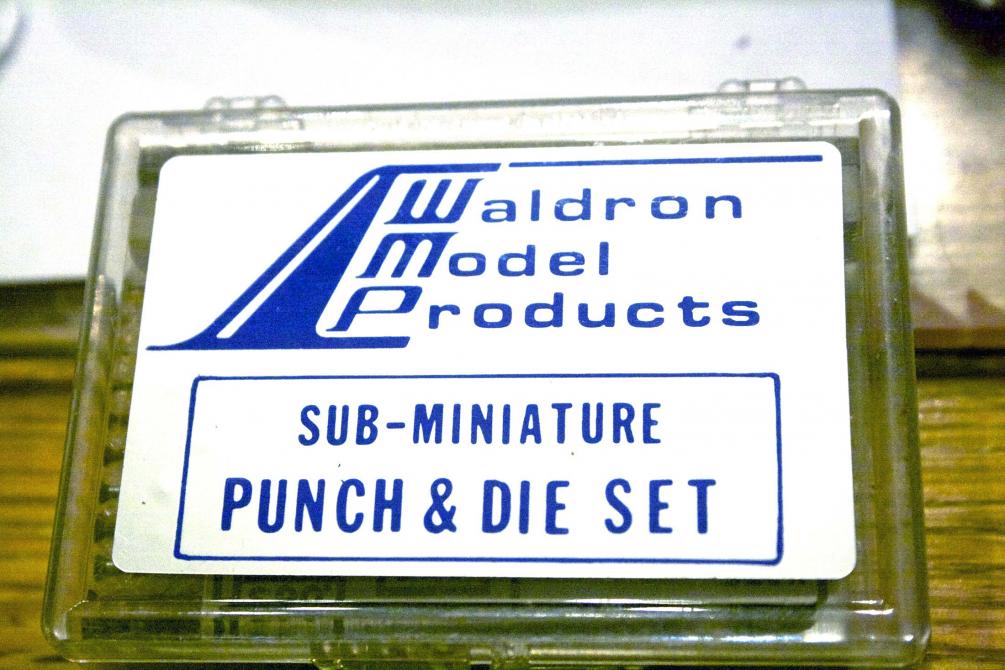 Waldron
Model
Products
SUB-MINIATURE
PUNCH & DIE SET